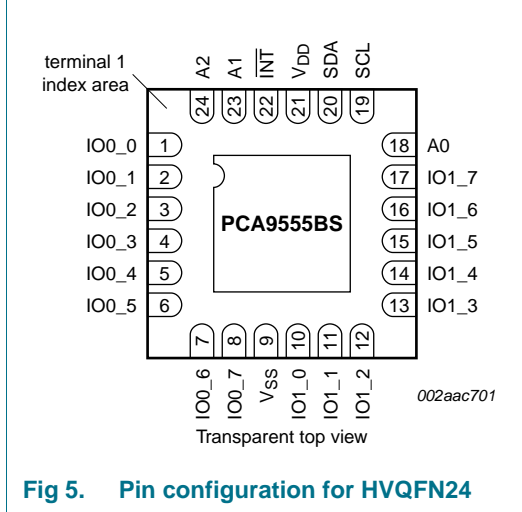 terminal 1
index area
A2
A1
INT
VDD
SDA
SCL
24
23
22
21
20
19
IO0_0 1
IO0_1 2
IO0_2 3
IO0_3 4
IO0_4 5
IO0_5 6
PCA9555BS
18 A0
17 IO1_7
16 IO1_6
15 IO1_5
14 IO1_4
13 IO1_3
7
8
9
10
11
12
IO0_6
IO0_7
VSS
IO1_0
IO1_1
IO1_2
002aac701
Transparent top view
Fig 5. Pin configuration for HVQFN24